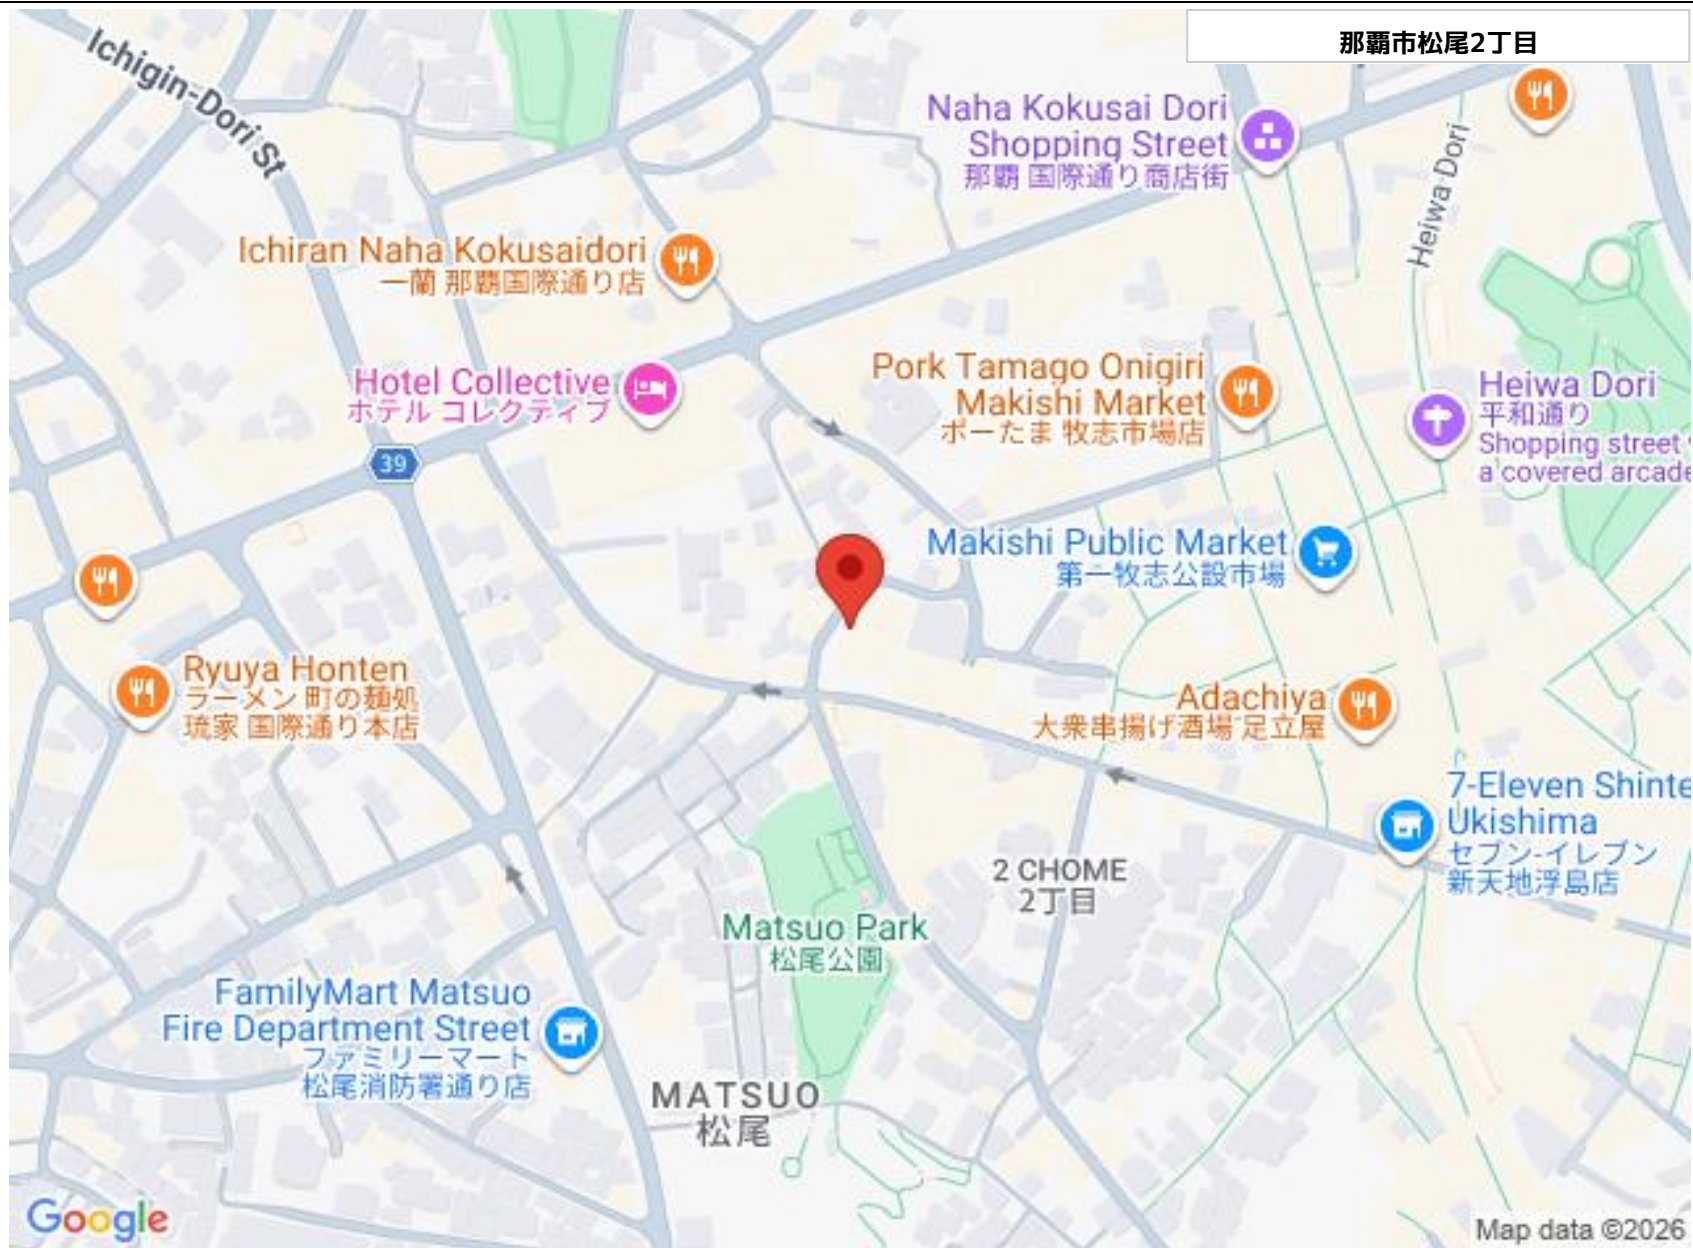 那覇市松尾2丁目
Ichigin-Dori St
Naha Kokusai Dori
Shopping Street
那覇 国際通り商店街
Heiwa Dori
Ichiran Naha Kokusaidori
一蘭 那覇国際通り店
Hotel Collective
ホテル コレクティブ
Pork Tamago Onigiri
Makishi Market
ポーたま 牧志市場店
Heiwa Dori
平和通り
Shopping street
a covered arcade
39
Makishi Public Market
第一牧志公設市場
Ryuya Honten
ラーメン 町の麺処
琉家 国際通り本店
Adachiya
大衆串揚げ酒場 足立屋
7-Eleven Shinte
Ukishima
セブン-イレブン
新天地浮島店
2 CHOME
2丁目
Matsuo Park
松尾公園
FamilyMart Matsuo
Fire Department Street
ファミリーマート
松尾消防署通り店
MATSUO
松尾
Google
Map data ©2026